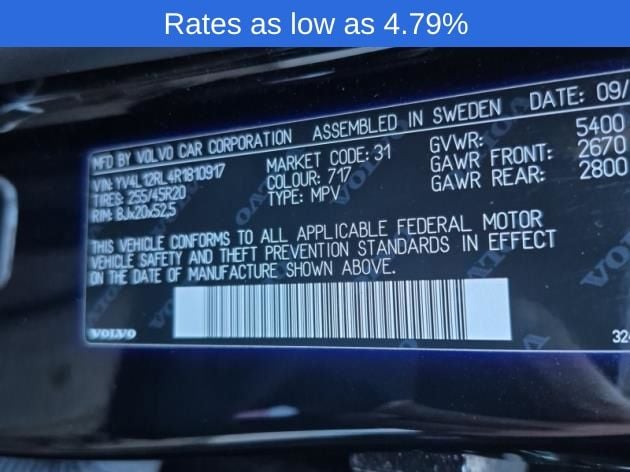 Rates as low as 4.79%
MFD BY VOLVO CAR CORPORATION ASSEMBLED IN SWEDEN DATE: 09/
VIN: YV4L12RL4R1810917 MARKET CODE: 31 GVWR: 5400
TIRES: 255/45R20 COLOUR: 717 GAWR FRONT: 2670
RIM: 8Jx20x52,5 TYPE: MPV GAWR REAR: 2800
THIS VEHICLE CONFORMS TO ALL APPLICABLE FEDERAL MOTOR
VEHICLE SAFETY AND THEFT PREVENTION STANDARDS IN EFFECT
ON THE DATE OF MANUFACTURE SHOWN ABOVE.
VOLVO